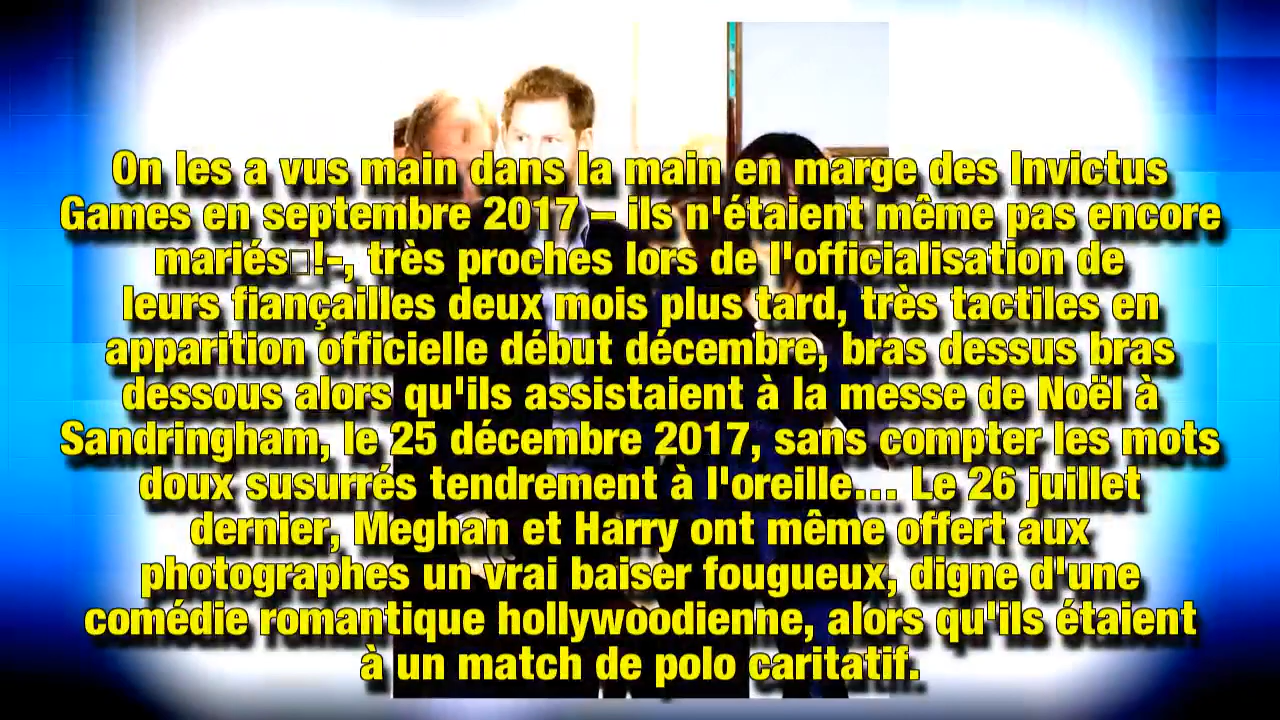 On les a vus main dans la main en marge des Invictus
Games en septembre 2017 – ils n'étaient même pas encore
mariés□!-, très proches lors de l'officialisation de
leurs fiançailles deux mois plus tard, très tactiles en
apparition officielle début décembre, bras dessus bras
dessous alors qu'ils assistaient à la messe de Noël à
Sandringham, le 25 décembre 2017, sans compter les mots
doux susurrés tendrement à l'oreille… Le 26 juillet
dernier, Meghan et Harry ont même offert aux
photographes un vrai baiser fougueux, digne d'une
comédie romantique hollywoodienne, alors qu'ils étaient
à un match de polo caritatif.